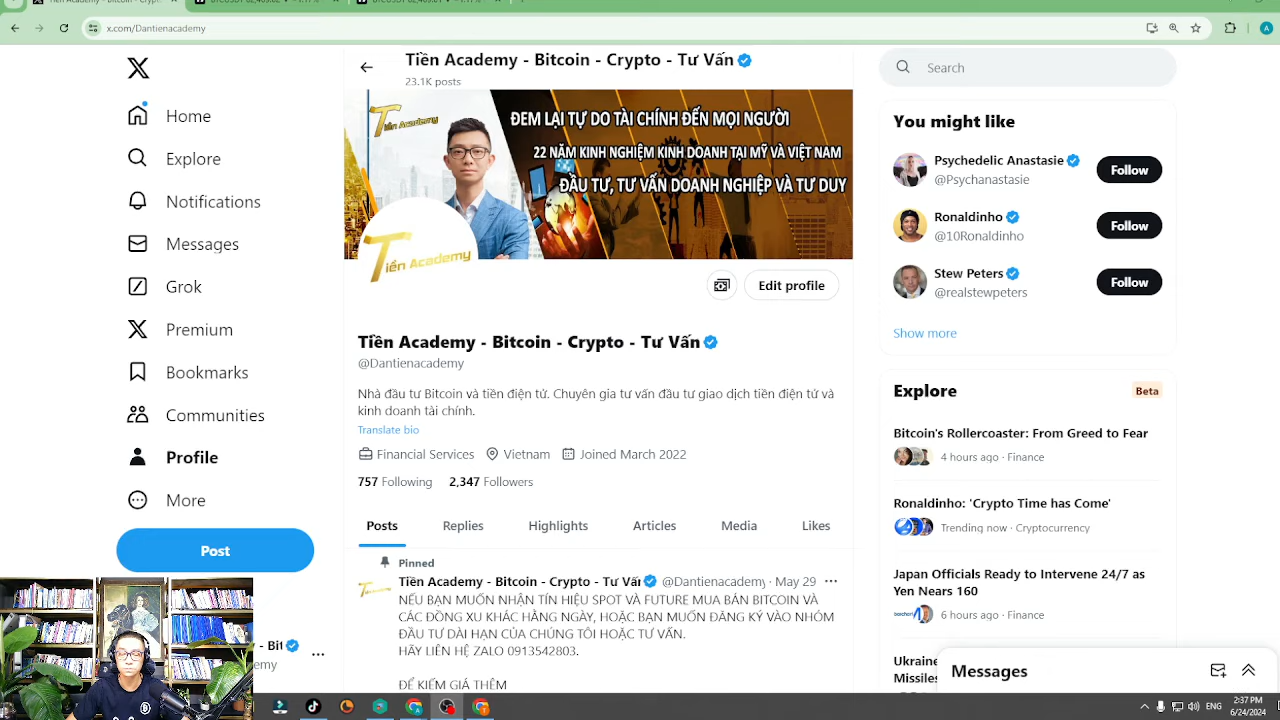 Tiền Academy - Bitcoin - Crypto
x.com/Dantienacademy
Home
Explore
Notifications
Messages
Grok
Premium
Bookmarks
Communities
Profile
More
Post
- Bit
emy
Tiền Academy - Bitcoin - Crypto - Tư Vấn
23.1K posts
Tiền Academy
ĐEM LẠI TỰ DO TÀI CHÍNH ĐẾN MỌI NGƯỜI
22 NĂM KINH NGHIỆM KINH DOANH TẠI MỸ VÀ VIỆT NAM
ĐẦU TƯ, TƯ VẤN DOANH NGHIỆP VÀ TƯ DUY
Tiền Academy
Edit profile
Tiền Academy - Bitcoin - Crypto - Tư Vấn
@Dantienacademy
Nhà đầu tư Bitcoin và tiền điện tử. Chuyên gia tư vấn đầu tư giao dịch tiền điện tử và
kinh doanh tài chính.
Translate bio
Financial Services Vietnam Joined March 2022
757 Following 2,347 Followers
Posts Replies Highlights Articles Media Likes
Pinned
Tiền Academy - Bitcoin - Crypto - Tư Vấn @Dantienacademy · May 29
NẾU BẠN MUỐN NHẬN TÍN HIỆU SPOT VÀ FUTURE MUA BÁN BITCOIN VÀ
CÁC ĐỒNG XU KHÁC HẰNG NGÀY, HOẶC BẠN MUỐN ĐĂNG KÝ VÀO NHÓM
ĐẦU TƯ DÀI HẠN CỦA CHÚNG TÔI HOẶC TƯ VẤN.
HÃY LIÊN HỆ ZALO 0913542803.
ĐỂ KIẾM GIÁ THÊM
Search
You might like
Psychedelic Anastasie
@Psychanastasie
Follow
Ronaldinho
@10Ronaldinho
Follow
Stew Peters
@realstewpeters
Follow
Show more
Explore
Beta
Bitcoin's Rollercoaster: From Greed to Fear
4 hours ago · Finance
Ronaldinho: 'Crypto Time has Come'
Trending now · Cryptocurrency
Japan Officials Ready to Intervene 24/7 as
Yen Nears 160
6 hours ago · Finance
Ukraine
Missiles
Messages
ENG
2:37 PM
6/24/2024